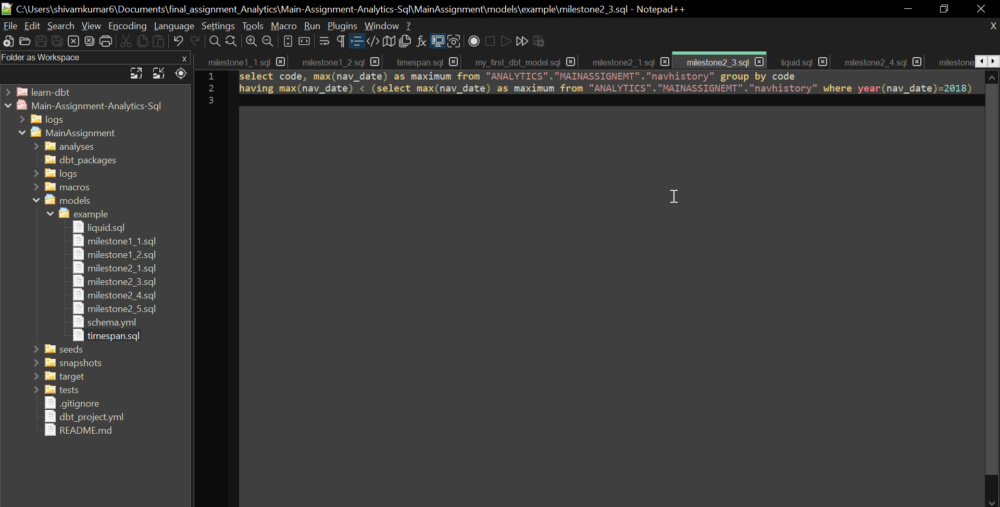 C:\Users\shivamkumar6\Documents\final_assignment_Analytics\Main-Assignment-Analytics-Sql\MainAssignment\models\example\milestone2_3.sql - Notepad++
File Edit Search View Encoding Language Settings Tools Macro Run Plugins Window ? X
Folder as Workspace x
milestone1_1.sql milestone1_2.sql timespan.sql my_first_dbt_model.sql milestone2_1.sql milestone2_3.sql liquid.sql milestone2_4.sql milestone
1 select code, max(nav_date) as maximum from "ANALYTICS"."MAINASSIGNEMT"."navhistory" group by code
2 having max(nav_date) < (select max(nav_date) as maximum from "ANALYTICS"."MAINASSIGNEMT"."navhistory" where year(nav_date)=2018)
3
learn-dbt
Main-Assignment-Analytics-Sql
logs
MainAssignment
analyses
dbt_packages
logs
macros
models
example
liquid.sql
milestone1_1.sql
milestone1_2.sql
milestone2_1.sql
milestone2_3.sql
milestone2_4.sql
milestone2_5.sql
schema.yml
timespan.sql
seeds
snapshots
target
tests
.gitignore
dbt_project.yml
README.md